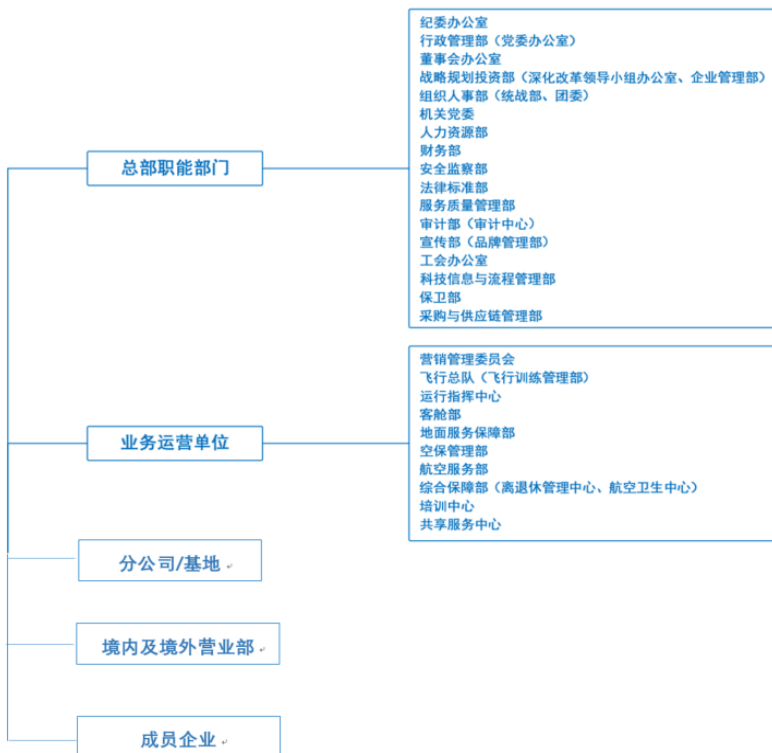 纪委办公室
行政管理部（党委办公室）
董事会办公室
战略规划投资部（深化改革领导小组办公室、企业管理部）
组织人事部（统战部、团委）
机关党委
人力资源部
财务部
安全监察部
法律标准部
服务质量管理部
审计部（审计中心）
宣传部（品牌管理部）
工会办公室
科技信息与流程管理部
保卫部
采购与供应链管理部
总部职能部门
营销管理委员会
飞行总队（飞行训练管理部）
运行指挥中心
客舱部
地面服务保障部
空保管理部
航空服务部
综合保障部（离退休管理中心、航空卫生中心）
培训中心
共享服务中心
业务运营单位
分公司/基地
境内及境外营业部
成员企业